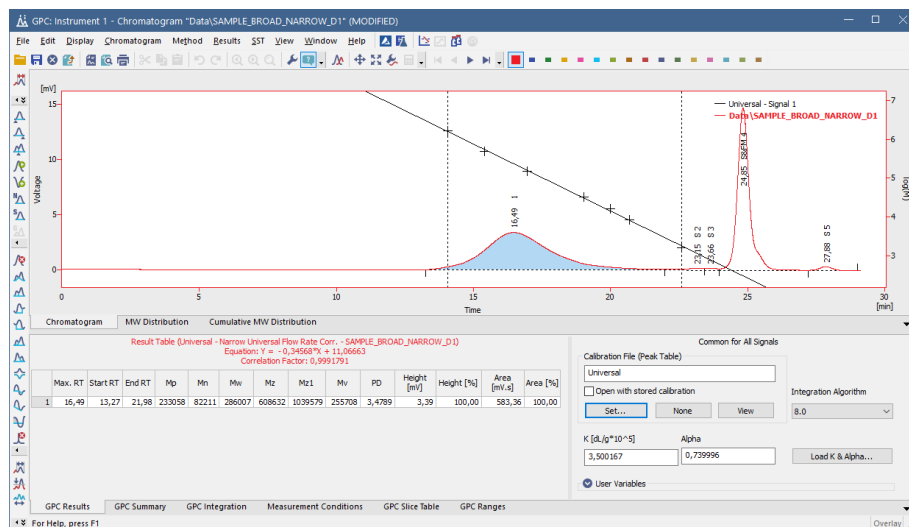 GPC: Instrument 1 - Chromatogram "Data\SAMPLE_BROAD_NARROW_D1" (MODIFIED)
File Edit Display Chromatogram Method Results SST View Window Help
[mV]
15
10
5
0
Voltage
Universal - Signal 1
Data\SAMPLE_BROAD_NARROW_D1
7
6
5
4
3
log(M)
16,49 1
23,15 S 2
23,66 S 3
24,85 S&FM 4
27,88 S 5
0 5 10 15 20 25 30
Time [min]
Chromatogram MW Distribution Cumulative MW Distribution
Result Table (Universal - Narrow Universal Flow Rate Corr. - SAMPLE_BROAD_NARROW_D1)
Equation: Y = - 0,34568*X + 11,06663
Correlation Factor: 0,9991791
Max. RT Start RT End RT Mp Mn Mw Mz Mz1 Mv PD Height [mV] Height [%] Area [mV.s] Area [%]
1 16,49 13,27 21,98 233058 82211 286007 608632 1039579 255708 3,4789 3,39 100,00 583,36 100,00
Common for All Signals
Calibration File (Peak Table)
Universal
Open with stored calibration
Set... None View
Integration Algorithm
8.0
K [dL/g*10^5] Alpha
3,500167 0,739996 Load K & Alpha...
User Variables
GPC Results GPC Summary GPC Integration Measurement Conditions GPC Slice Table GPC Ranges
For Help, press F1 Overlay